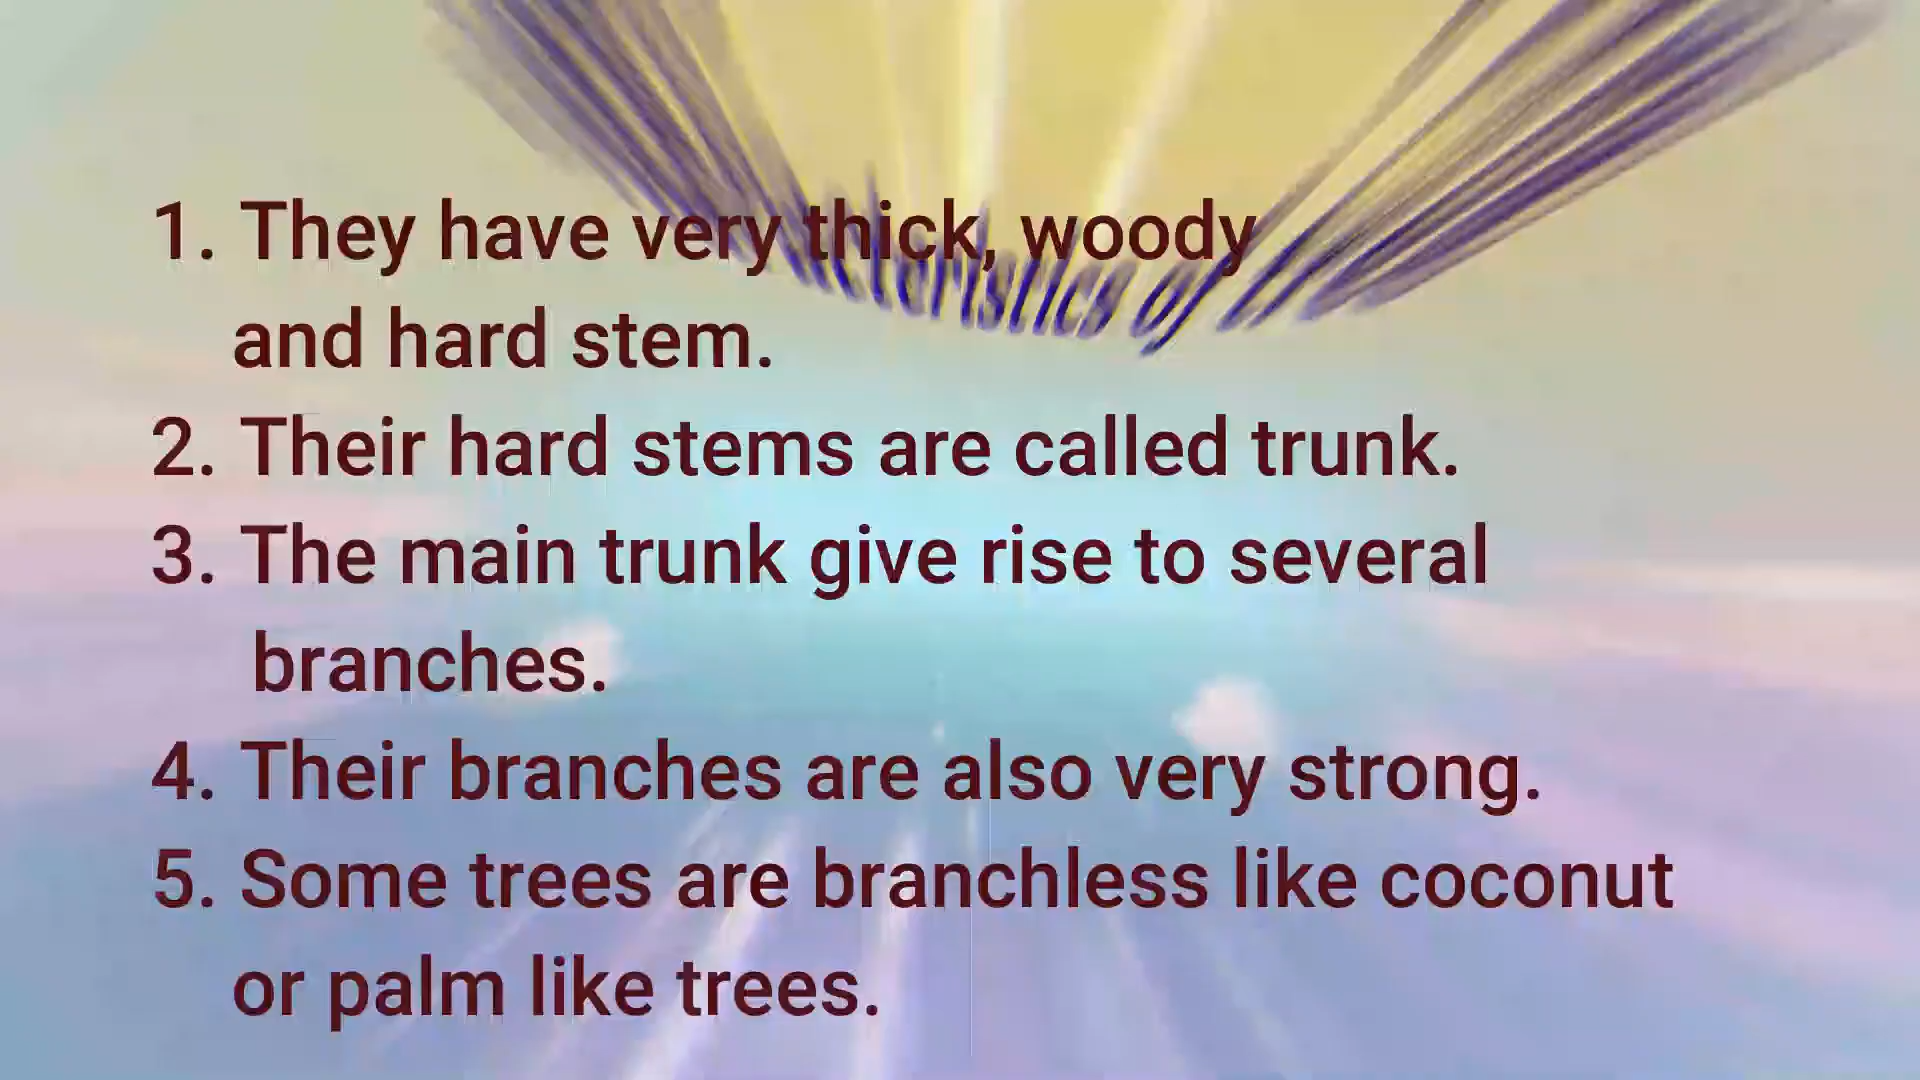 1. They have very thick, woody
and hard stem.
2. Their hard stems are called trunk.
3. The main trunk give rise to several
branches.
4. Their branches are also very strong.
5. Some trees are branchless like coconut
or palm like trees.